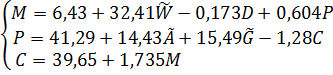 M = 6,43 + 32,41W̃ − 0,173D + 0,604P
P = 41,29 + 14,43Ã + 15,49G̃ − 1,28C
C = 39,65 + 1,735M